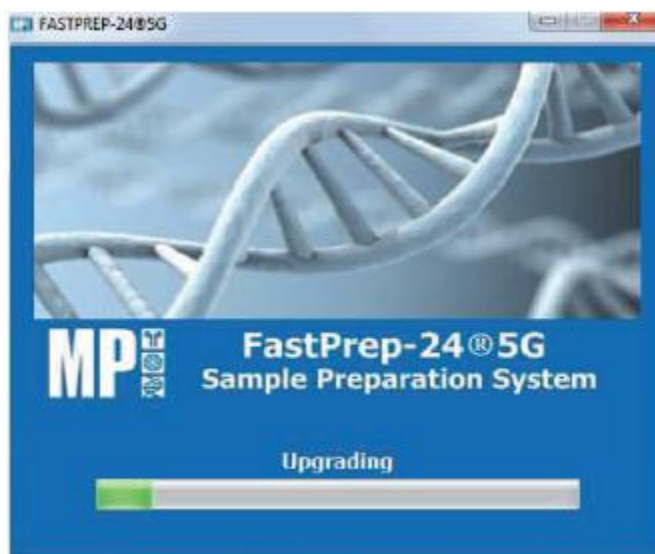 FASTPREP-24®5G
MP
FastPrep-24®5G
Sample Preparation System
Upgrading